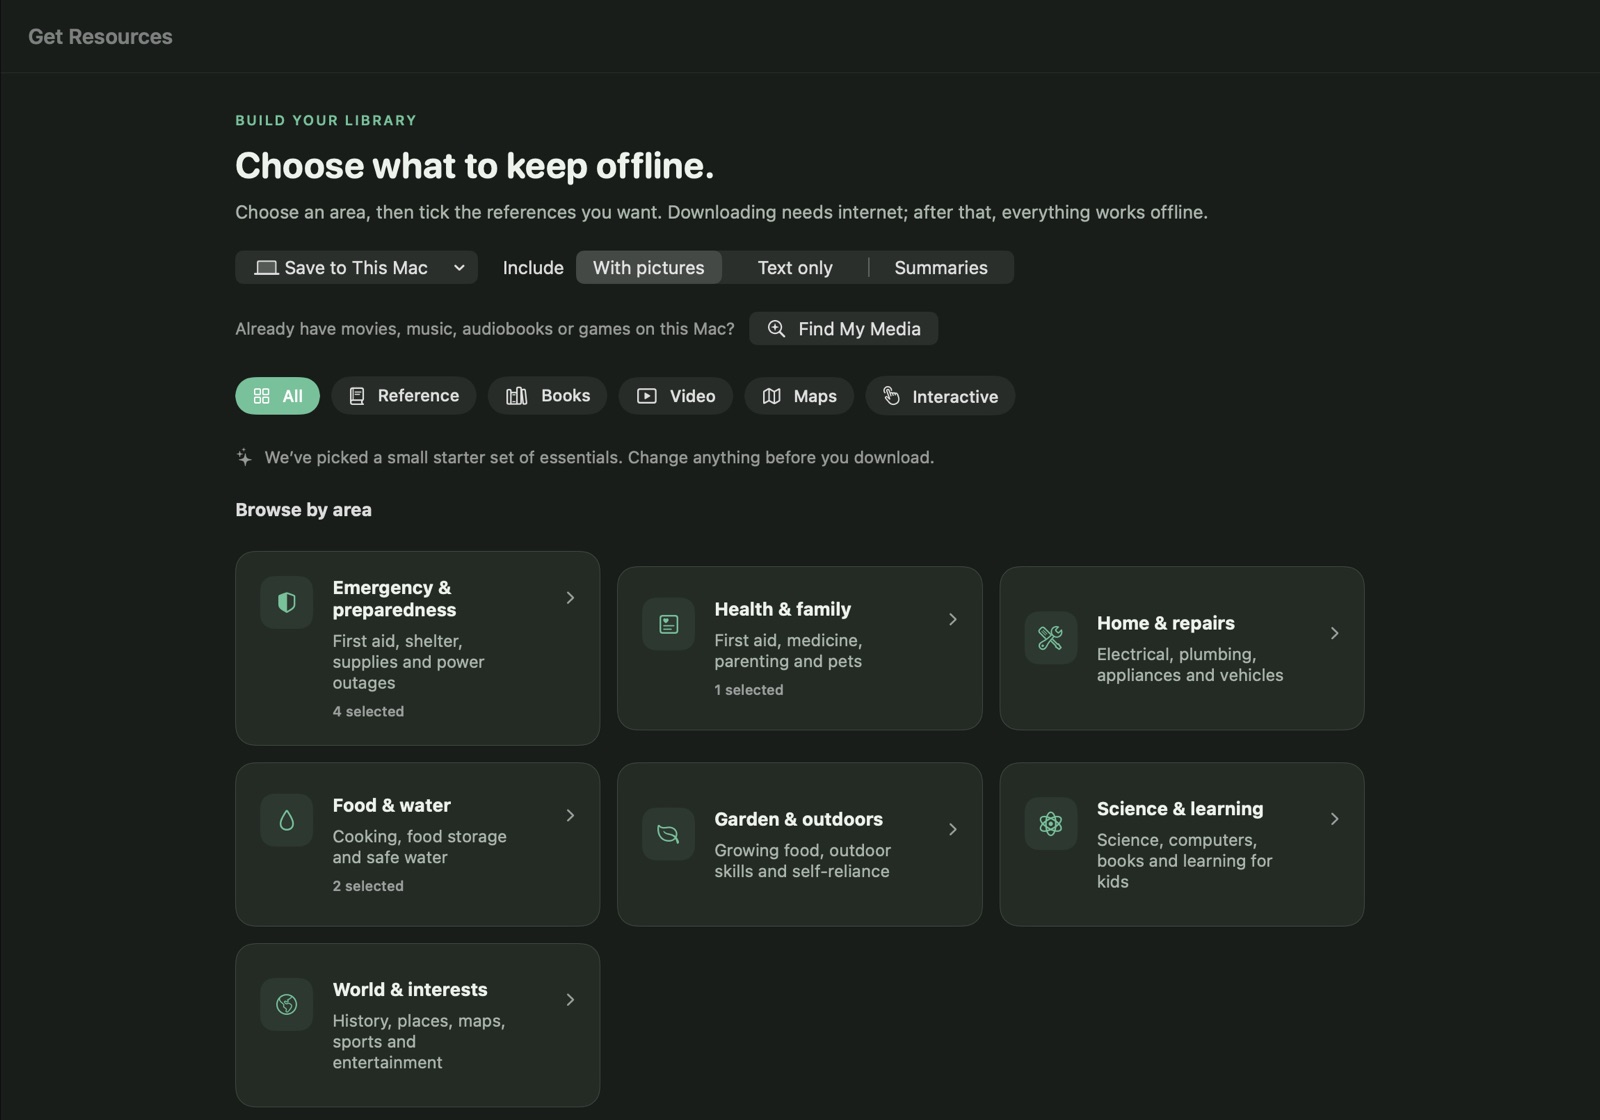 Get Resources
BUILD YOUR LIBRARY
Choose what to keep offline.
Choose an area, then tick the references you want. Downloading needs internet; after that, everything works offline.
Save to This Mac
Include
With pictures
Text only
Summaries
Already have movies, music, audiobooks or games on this Mac?
Find My Media
All
Reference
Books
Video
Maps
Interactive
We’ve picked a small starter set of essentials. Change anything before you download.
Browse by area
Emergency &
preparedness
First aid, shelter,
supplies and power
outages
4 selected
Health & family
First aid, medicine,
parenting and pets
1 selected
Home & repairs
Electrical, plumbing,
appliances and vehicles
Food & water
Cooking, food storage
and safe water
2 selected
Garden & outdoors
Growing food, outdoor
skills and self-reliance
Science & learning
Science, computers,
books and learning for
kids
World & interests
History, places, maps,
sports and
entertainment